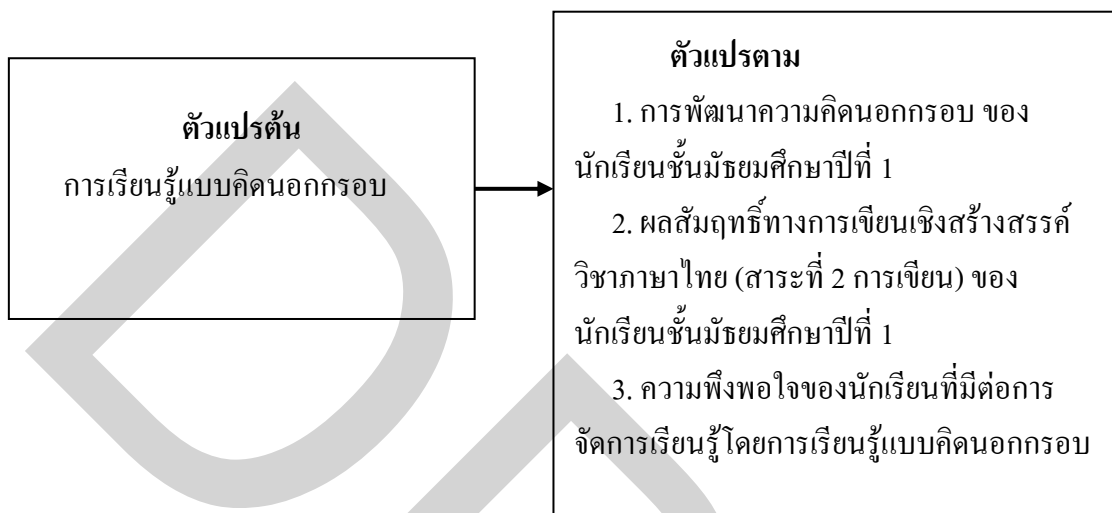 ตัวแปรต้น
การเรียนรู้แบบคิดนอกกรอบ
ตัวแปรตาม
1. การพัฒนาความคิดนอกกรอบ ของ
นักเรียนชั้นมัธยมศึกษาปีที่ 1
2. ผลสัมฤทธิ์ทางการเขียนเชิงสร้างสรรค์
วิชาภาษาไทย (สาระที่ 2 การเขียน) ของ
นักเรียนชั้นมัธยมศึกษาปีที่ 1
3. ความพึงพอใจของนักเรียนที่มีต่อการ
จัดการเรียนรู้โดยการเรียนรู้แบบคิดนอกกรอบ